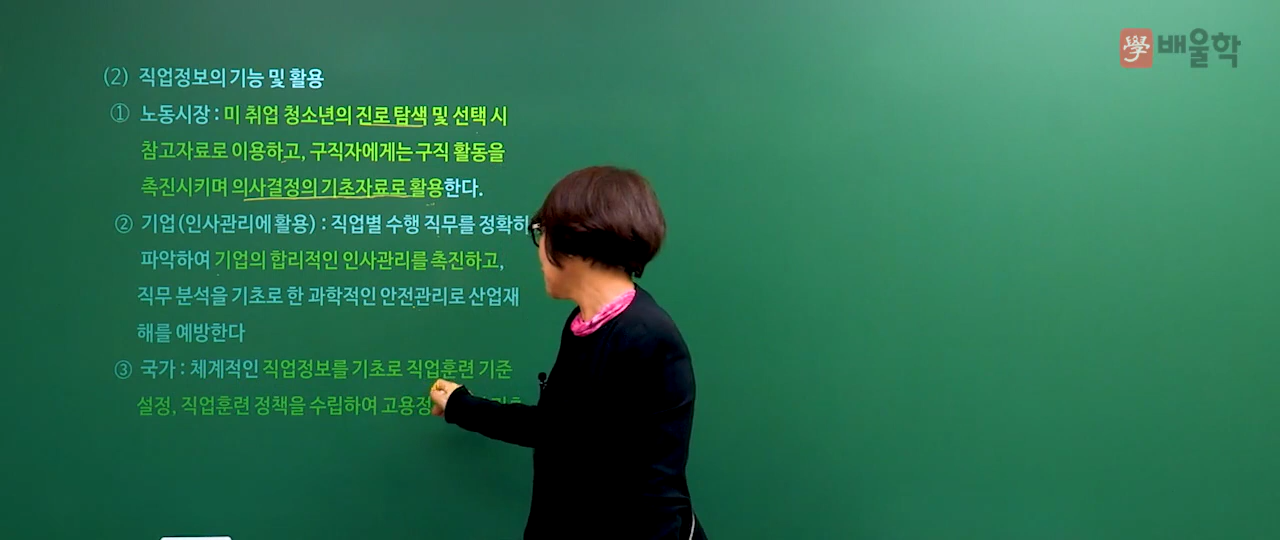 學 배울학
(2) 직업정보의 기능 및 활용
① 노동시장 : 미 취업 청소년의 진로 탐색 및 선택 시
참고자료로 이용하고, 구직자에게는 구직 활동을
촉진시키며 의사결정의 기초자료로 활용한다.
② 기업(인사관리에 활용) : 직업별 수행 직무를 정확히
파악하여 기업의 합리적인 인사관리를 촉진하고,
직무 분석을 기초로 한 과학적인 안전관리로 산업재
해를 예방한다
③ 국가 : 체계적인 직업정보를 기초로 직업훈련 기준
설정, 직업훈련 정책을 수립하여